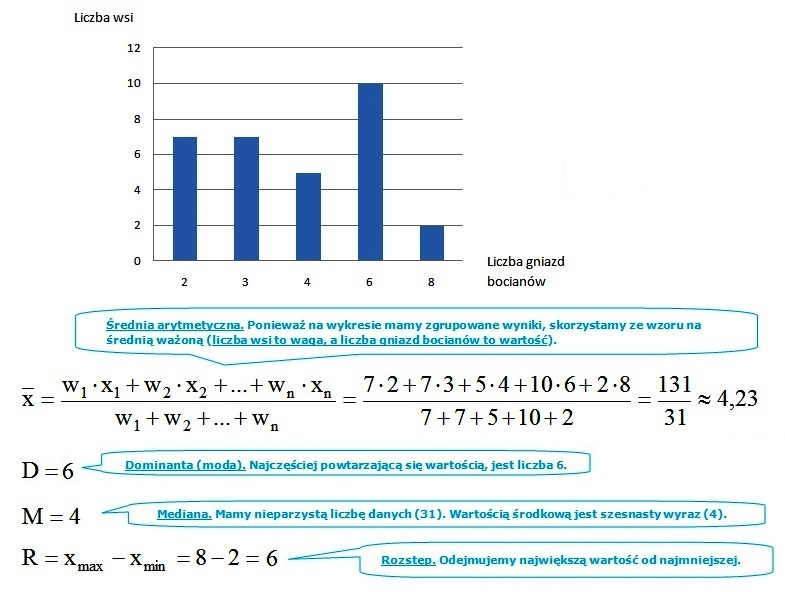 Liczba wsi
12
10
8
6
4
2
0
2 3 4 6 8
Liczba gniazd
bocianów
Średnia arytmetyczna. Ponieważ na wykresie mamy zgrupowane wyniki, skorzystamy ze wzoru na
średnią ważoną (liczba wsi to waga, a liczba gniazd bocianów to wartość).
x̄ = (w₁·x₁ + w₂·x₂ + ... + wₙ·xₙ) / (w₁ + w₂ + ... + wₙ) = (7·2 + 7·3 + 5·4 + 10·6 + 2·8) / (7 + 7 + 5 + 10 + 2) = 131 / 31 ≈ 4,23
D = 6
Dominanta (moda). Najczęściej powtarzającą się wartością, jest liczba 6.
M = 4
Mediana. Mamy nieparzystą liczbę danych (31). Wartością środkową jest szesnasty wyraz (4).
R = x_max − x_min = 8 − 2 = 6
Rozstęp. Odejmujemy największą wartość od najmniejszej.